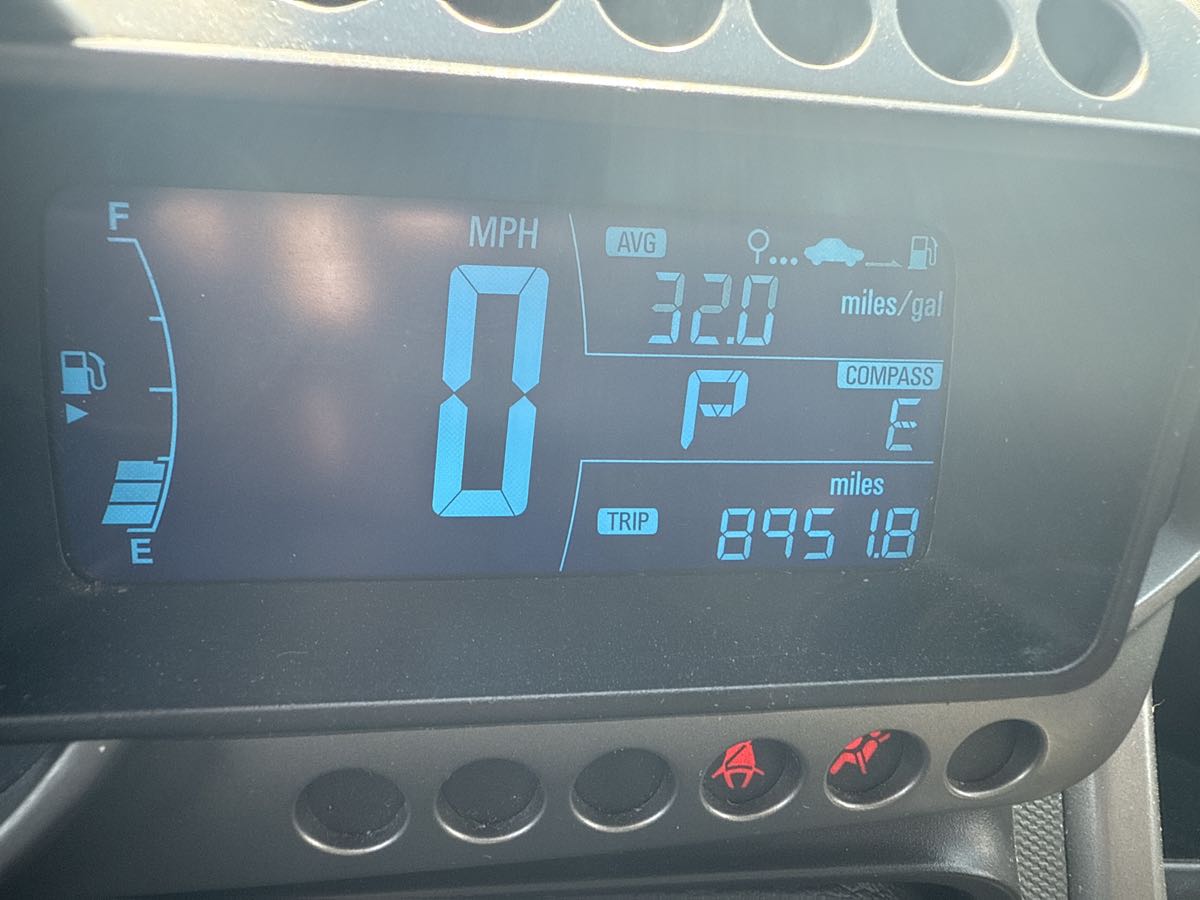 F
MPH
0
E
AVG
32.0 miles/gal
P
COMPASS
E
miles
TRIP 8951.8